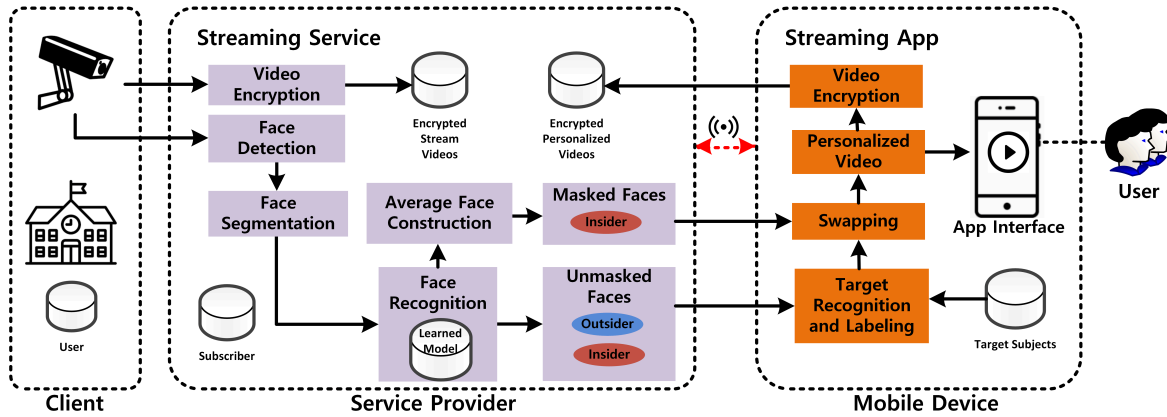 Streaming Service
Video
Encryption
Face
Detection
Face
Segmentation
Encrypted
Stream
Videos
Encrypted
Personalized
Videos
Average Face
Construction
Masked Faces
Insider
Face
Recognition
Learned
Model
Unmasked
Faces
Outsider
Insider
User
Subscriber
Client
Service Provider
Streaming App
Video
Encryption
Personalized
Video
Swapping
Target
Recognition
and Labeling
App Interface
User
Target Subjects
Mobile Device